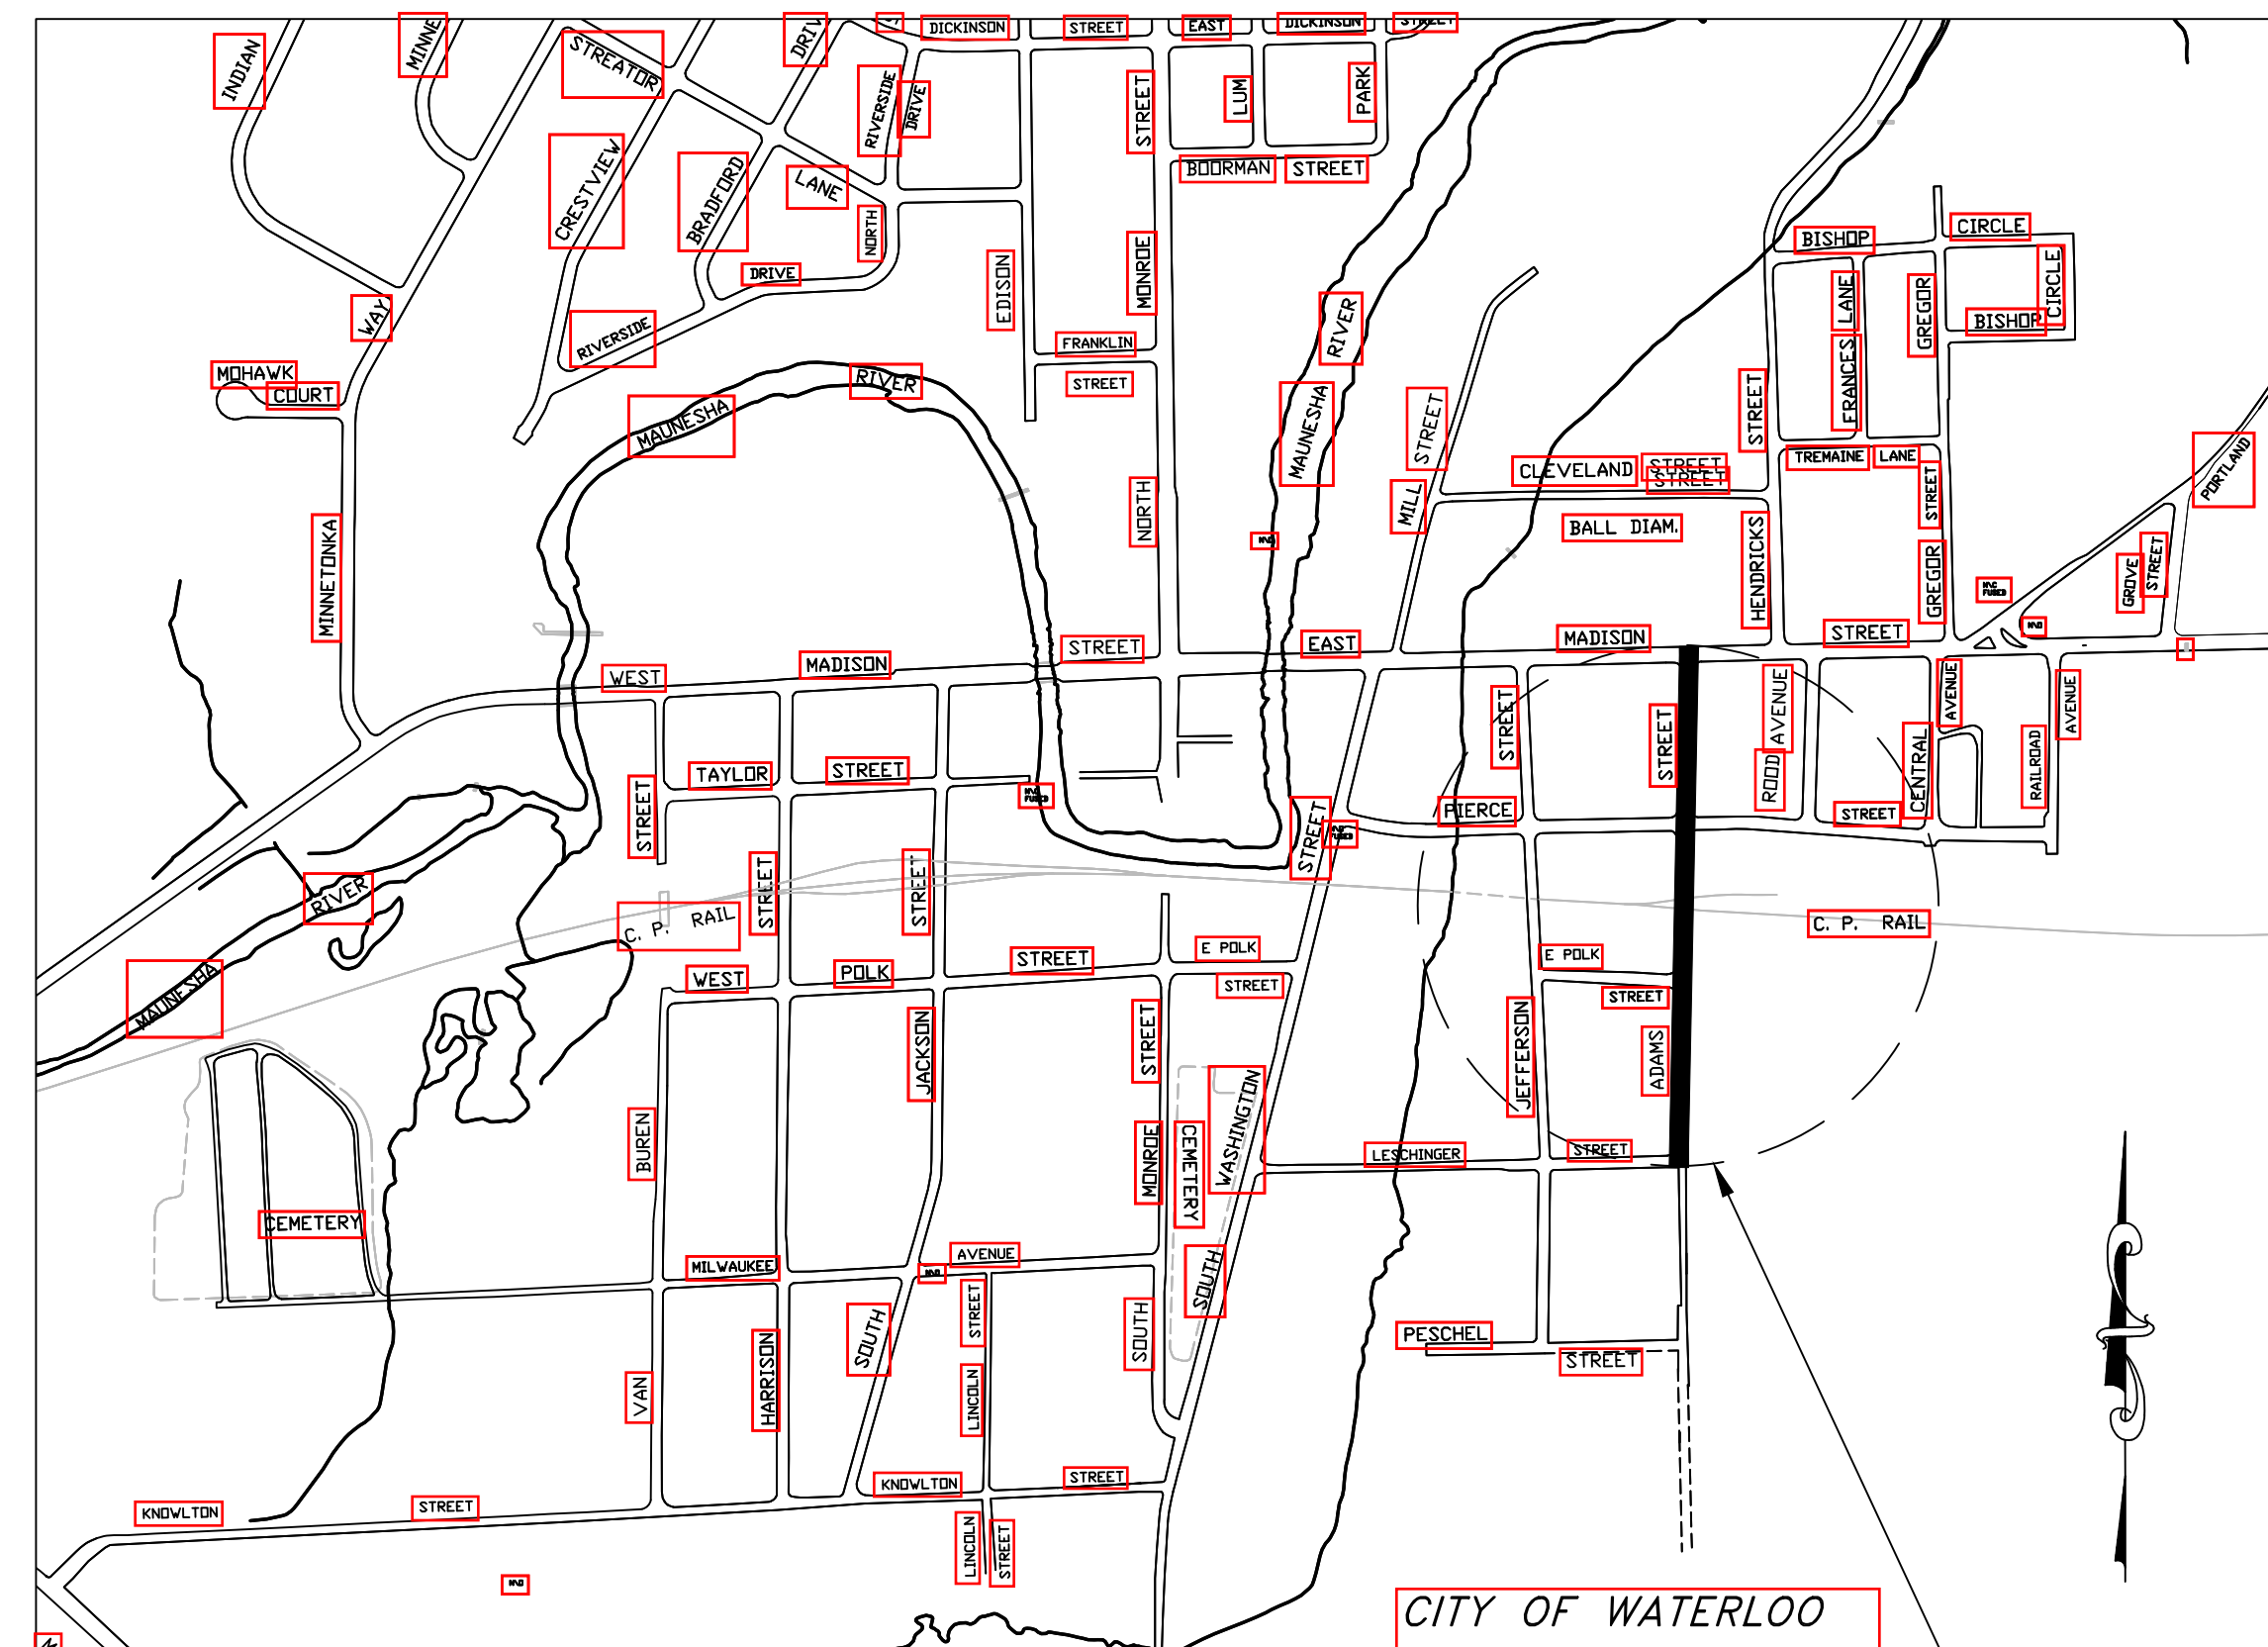 DICKINSON
STREET
EAST
DICKINSON
STREET
INDIAN
MINNE
STREATOR
DRIV
RIVERSIDE
DRIVE
STREET
LUM
PARK
CRESTVIEW
BRADFORD
LANE
NORTH
BOORMAN
STREET
DRIVE
EDISON
MONROE
RIVER
BISHOP
CIRCLE
CIRCLE
LANE
GREGOR
BISHOP
WAY
RIVERSIDE
FRANKLIN
STREET
MOHAWK
COURT
RIVER
MAUNESHA
MAUNESHA
STREET
STREET
FRANCES
TREMAINE
LANE
CLEVELAND
STREET
STREET
PORTLAND
MILL
NORTH
STREET
BALL DIAM.
MINNETONKA
HENDRICKS
GREGOR
GROVE
STREET
WEST
MADISON
STREET
EAST
MADISON
STREET
STREET
STREET
AVENUE
ROOD
AVENUE
AVENUE
CENTRAL
RAILROAD
TAYLOR
STREET
STREET
PIERCE
STREET
STREET
STREET
STREET
RIVER
C. P. RAIL
C. P. RAIL
MAUNESHA
WEST
POLK
STREET
E POLK
STREET
E POLK
STREET
JACKSON
STREET
JEFFERSON
ADAMS
BUREN
MONROE
CEMETERY
WASHINGTON
LESCHINGER
STREET
CEMETERY
MILWAUKEE
AVENUE
SOUTH
STREET
SOUTH
SOUTH
HARRISON
VAN
LINCOLN
PESCHEL
STREET
KNOWLTON
STREET
KNOWLTON
STREET
LINCOLN
STREET
CITY OF WATERLOO